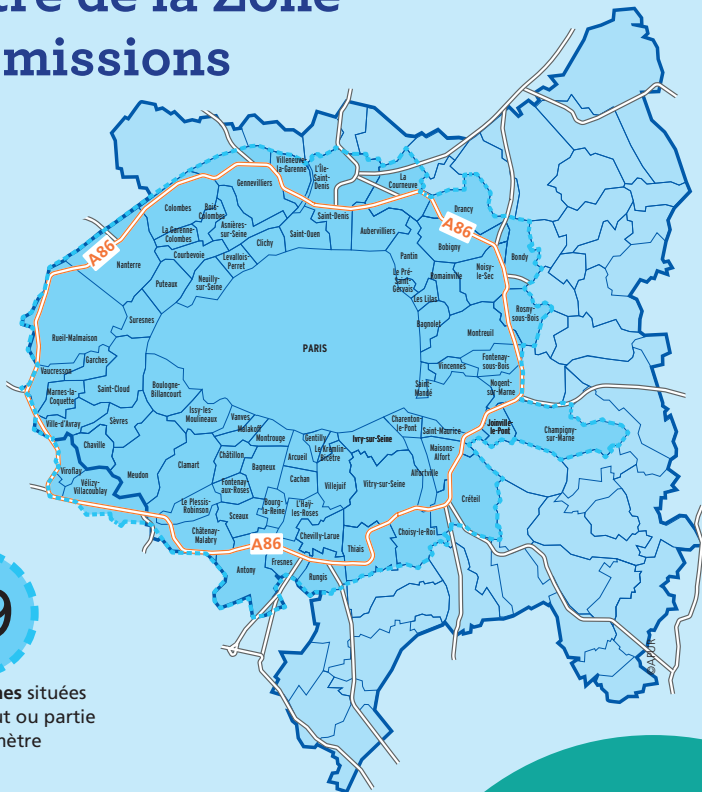 tre de la Zone
missions
Villeneuve-
la-Garenne
L'Île-
Saint-
Denis
La
Courneuve
Gennevilliers
Drancy
Colombes
Bois-
Colombes
Saint-Denis
A86
Asnières-
sur-Seine
La Garenne-
Colombes
Saint-Ouen
Aubervilliers
Clichy
Bobigny
A86
Courbevoie
Levallois-
Perret
Pantin
Bondy
Nanterre
Noisy-
le-Sec
Le Pré-
Saint-
Gervais
Romainville
Puteaux
Neuilly-
sur-Seine
Les Lilas
Rosny-
sous-Bois
Suresnes
Bagnolet
Montreuil
Rueil-Malmaison
PARIS
Garches
Fontenay-
sous-Bois
Vaucresson
Vincennes
Saint-Cloud
Boulogne-
Billancourt
Saint-
Mandé
Nogent-
sur-Marne
Marnes-la-
Coquette
Issy-les-
Moulineaux
Vanves
Charenton-
le-Pont
Ville-d'Avray
Sèvres
Malakoff
Saint-Maurice
Joinville-
le-Pont
Champigny-
sur-Marne
Montrouge
Gentilly
Ivry-sur-Seine
Chaville
Le Kremlin-
Bicêtre
Maisons-
Alfort
Châtillon
Arcueil
Clamart
Bagneux
Viroflay
Meudon
Cachan
Alfortville
Vélizy-
Villacoublay
Fontenay-
aux-Roses
Villejuif
Vitry-sur-Seine
Créteil
Le Plessis-
Robinson
Bourg-
la-Reine
L'Haÿ-
les-Roses
Sceaux
Châtenay-
Malabry
Chevilly-Larue
Choisy-le-Roi
A86
Thiais
Antony
Fresnes
Rungis
9
nes situées
ut ou partie
mètre
©APUR